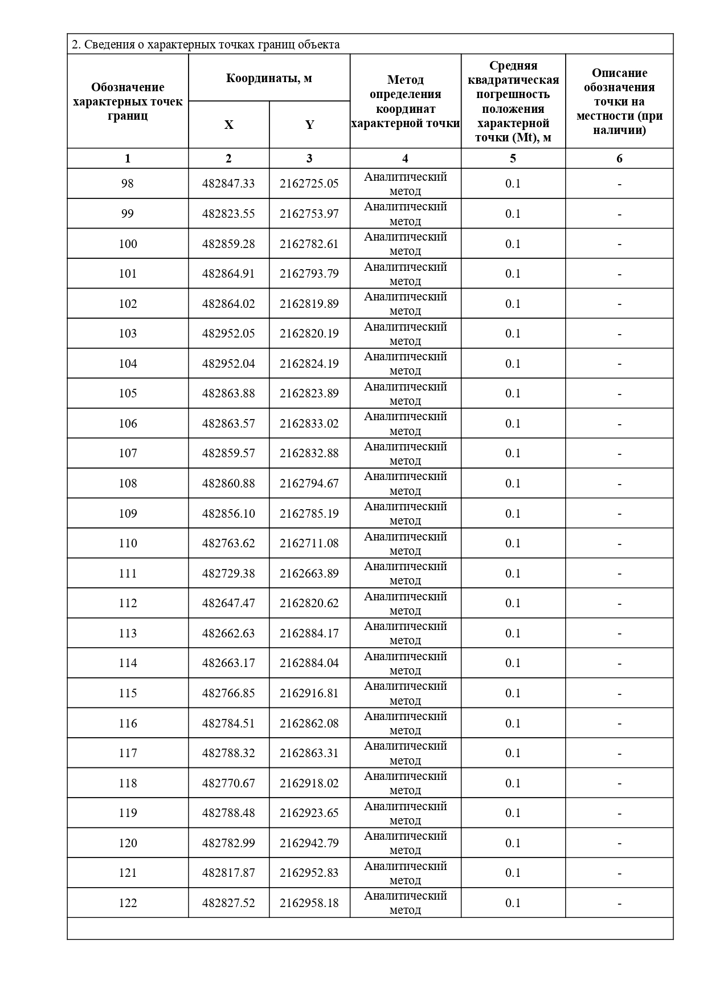 2. Сведения о характерных точках границ объекта
Обозначение
характерных точек
границ
Координаты, м
X
Y
Метод
определения
координат
характерной точки
Средняя
квадратическая
погрешность
положения
характерной
точки (Mt), м
Описание
обозначения
точки на
местности (при
наличии)
1 2 3 4 5 6
98 482847.33 2162725.05 Аналитический
метод 0.1 -
99 482823.55 2162753.97 Аналитический
метод 0.1 -
100 482859.28 2162782.61 Аналитический
метод 0.1 -
101 482864.91 2162793.79 Аналитический
метод 0.1 -
102 482864.02 2162819.89 Аналитический
метод 0.1 -
103 482952.05 2162820.19 Аналитический
метод 0.1 -
104 482952.04 2162824.19 Аналитический
метод 0.1 -
105 482863.88 2162823.89 Аналитический
метод 0.1 -
106 482863.57 2162833.02 Аналитический
метод 0.1 -
107 482859.57 2162832.88 Аналитический
метод 0.1 -
108 482860.88 2162794.67 Аналитический
метод 0.1 -
109 482856.10 2162785.19 Аналитический
метод 0.1 -
110 482763.62 2162711.08 Аналитический
метод 0.1 -
111 482729.38 2162663.89 Аналитический
метод 0.1 -
112 482647.47 2162820.62 Аналитический
метод 0.1 -
113 482662.63 2162884.17 Аналитический
метод 0.1 -
114 482663.17 2162884.04 Аналитический
метод 0.1 -
115 482766.85 2162916.81 Аналитический
метод 0.1 -
116 482784.51 2162862.08 Аналитический
метод 0.1 -
117 482788.32 2162863.31 Аналитический
метод 0.1 -
118 482770.67 2162918.02 Аналитический
метод 0.1 -
119 482788.48 2162923.65 Аналитический
метод 0.1 -
120 482782.99 2162942.79 Аналитический
метод 0.1 -
121 482817.87 2162952.83 Аналитический
метод 0.1 -
122 482827.52 2162958.18 Аналитический
метод 0.1 -